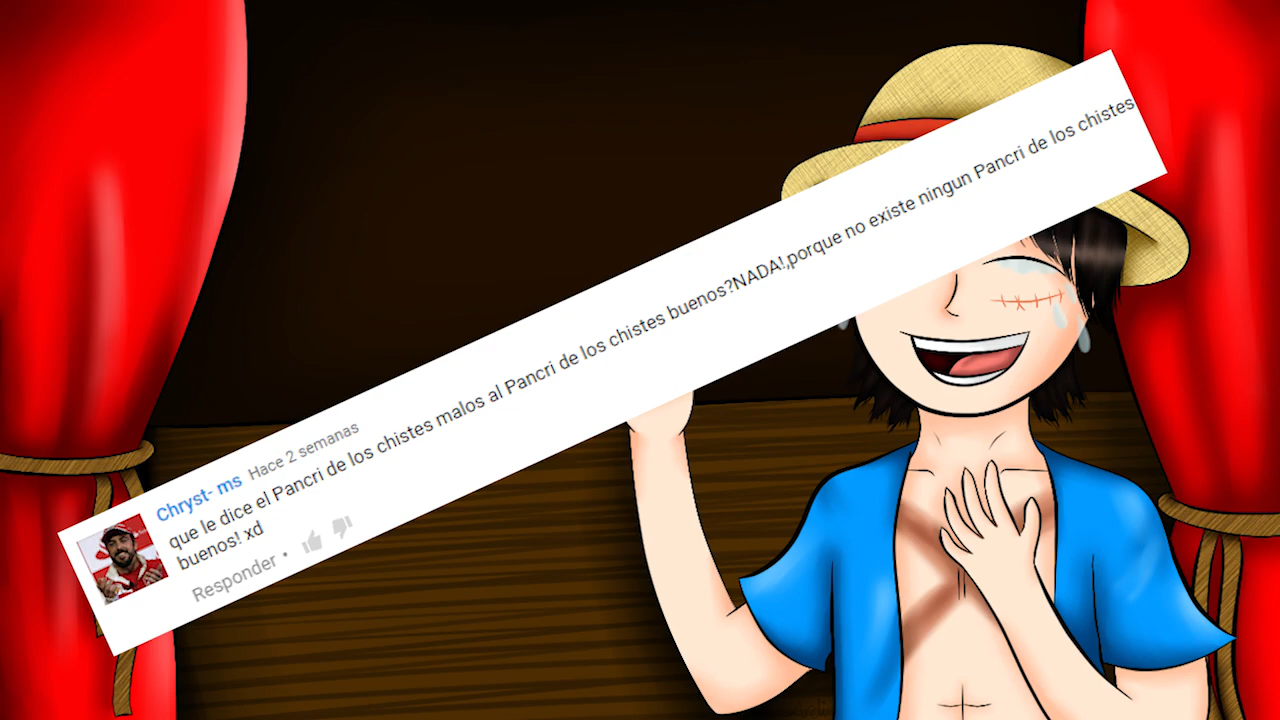 Chryst- ms Hace 2 semanas
que le dice el Pancri de los chistes malos al Pancri de los chistes buenos?NADA!,porque no existe ningun Pancri de los chistes
buenos! xd
Responder •